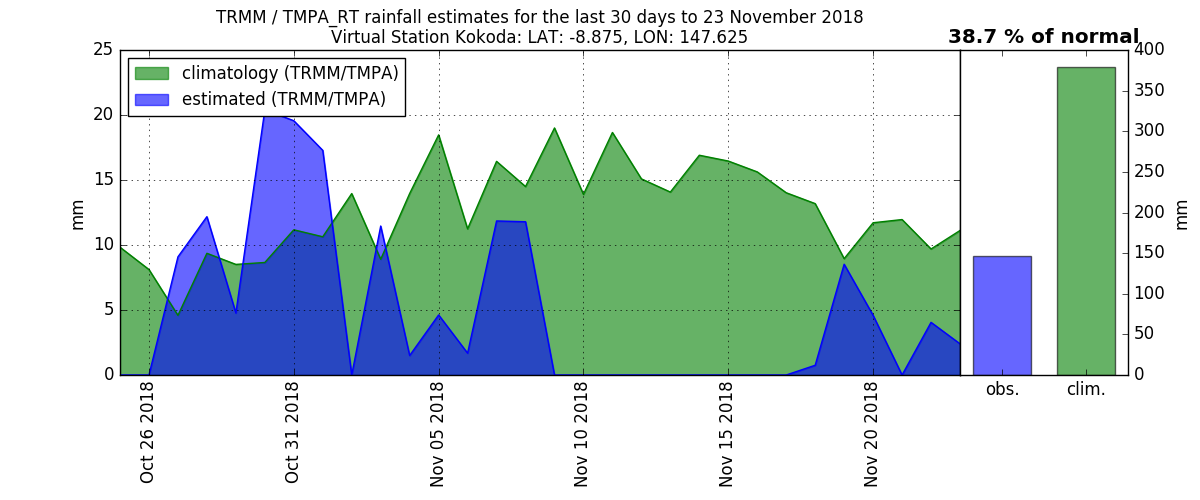 TRMM / TMPA_RT rainfall estimates for the last 30 days to 23 November 2018
Virtual Station Kokoda: LAT: -8.875, LON: 147.625
38.7 % of normal
climatology (TRMM/TMPA)
estimated (TRMM/TMPA)
25
20
15
10
5
0
mm
Oct 26 2018
Oct 31 2018
Nov 05 2018
Nov 10 2018
Nov 15 2018
Nov 20 2018
obs.
clim.
400
350
300
250
200
150
100
50
0
mm